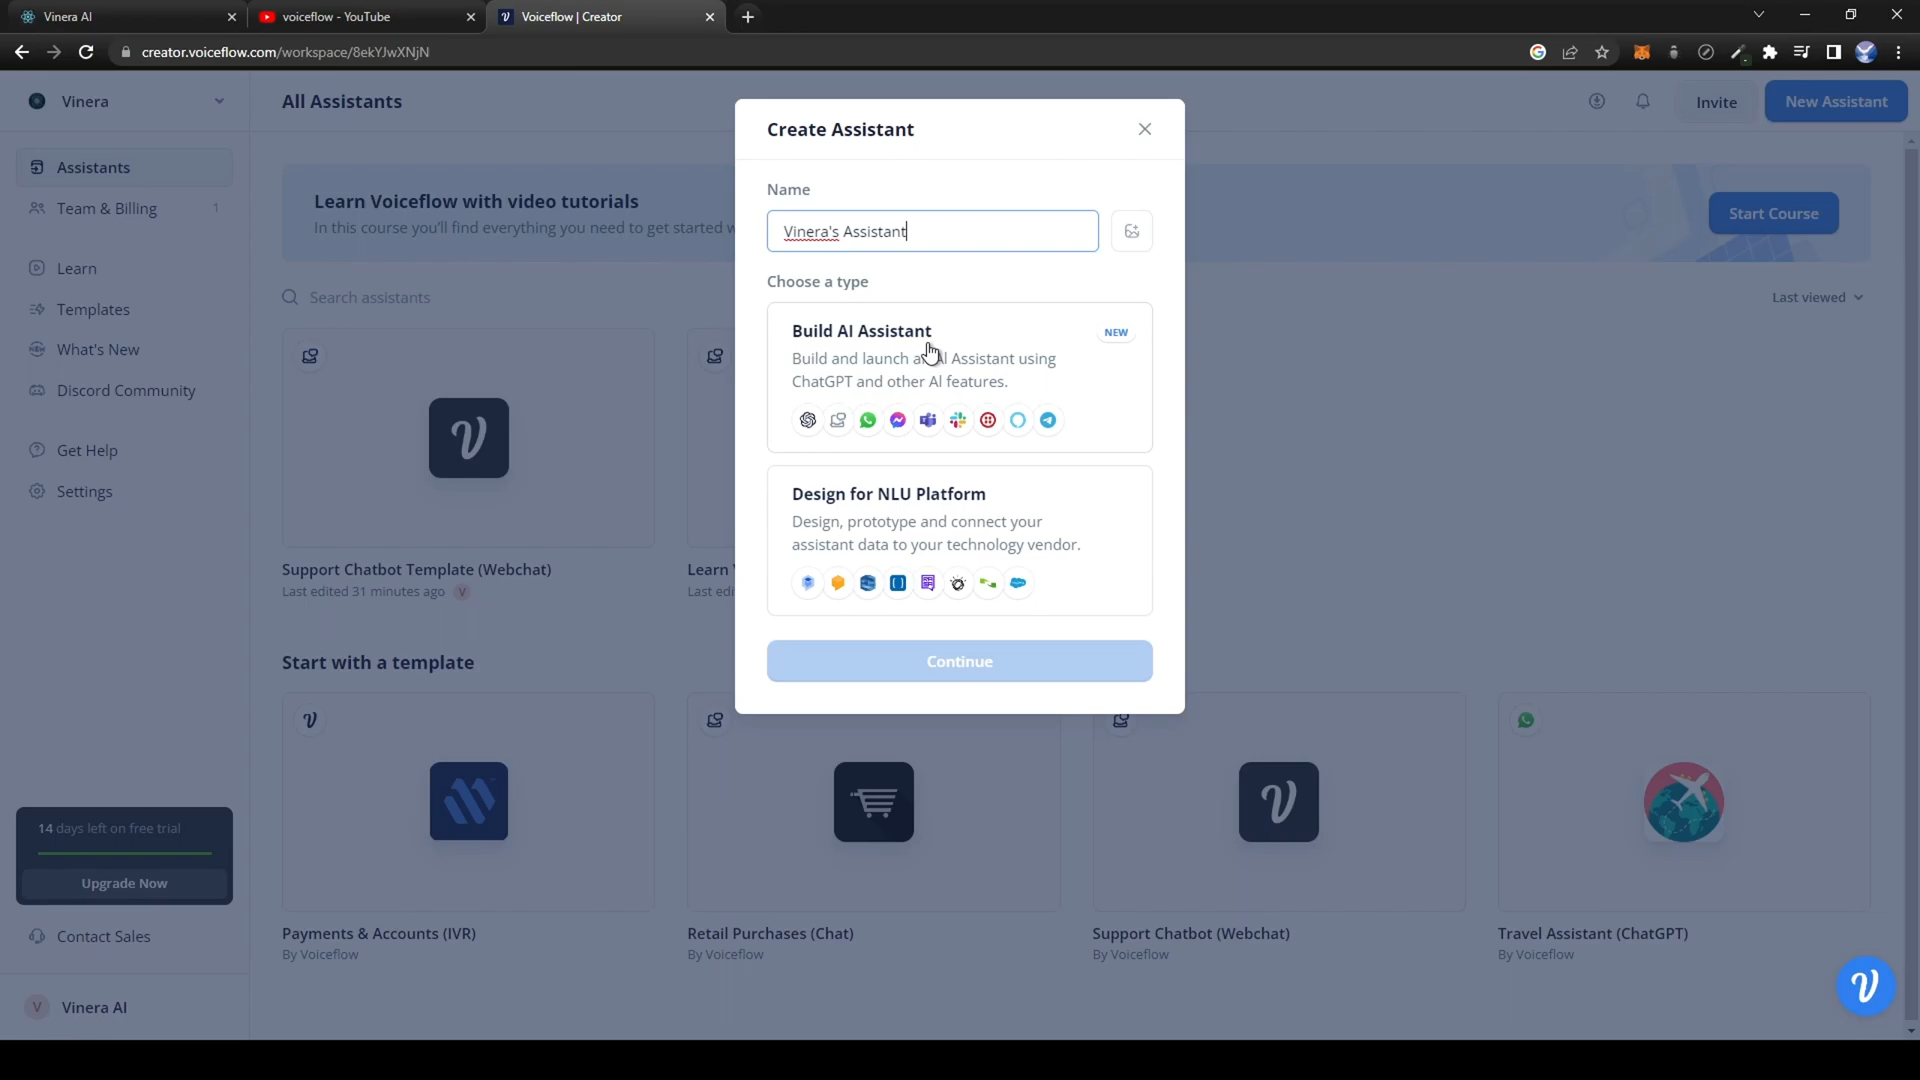 Vinera AI
voiceflow - YouTube
Voiceflow | Creator
creator.voiceflow.com/workspace/8ekYJwXNjN
Vinera
All Assistants
Invite
New Assistant
Assistants
Team & Billing 1
Learn
Templates
What's New
Discord Community
Get Help
Settings
14 days left on free trial
Upgrade Now
Contact Sales
V Vinera AI
Learn Voiceflow with video tutorials
In this course you'll find everything you need to get started
Start Course
Search assistants
Last viewed
Support Chatbot Template (Webchat)
Last edited 31 minutes ago V
Learn
Last
Start with a template
Payments & Accounts (IVR)
By Voiceflow
Retail Purchases (Chat)
By Voiceflow
Support Chatbot (Webchat)
By Voiceflow
Travel Assistant (ChatGPT)
By Voiceflow
Create Assistant
Name
Vinera's Assistant
Choose a type
Build AI Assistant
NEW
Build and launch an AI Assistant using
ChatGPT and other AI features.
Design for NLU Platform
Design, prototype and connect your
assistant data to your technology vendor.
Continue